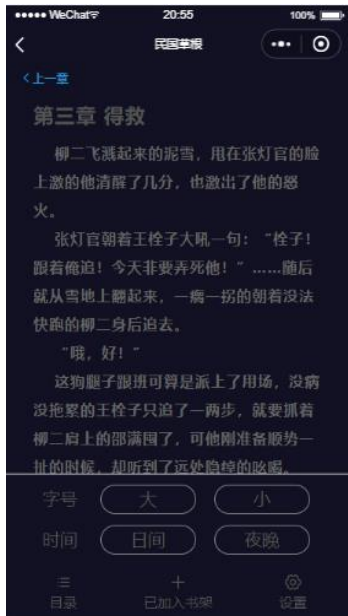 WeChat
20:55
100%
民国草根
<上一章
第三章 得救
柳二飞溅起来的泥雪，甩在张灯官的脸
上激的他清醒了几分，也激出了他的怒
火。
张灯官朝着王栓子大吼一句：“栓子！
跟着俺追！今天非要弄死他！”……随后
就从雪地上翻起来，一瘸一拐的朝着没法
快跑的柳二身后追去。
“哦，好！”
这狗腿子跟班可算是派上了用场，没病
没拖累的王栓子只追了一两步，就要抓着
柳二肩上的邵满囤了，可他刚准备顺势一
扯的时候，却听到了远处隐绰的吆喝。
字号 大 小
时间 日间 夜晚
目录 已加入书架 设置